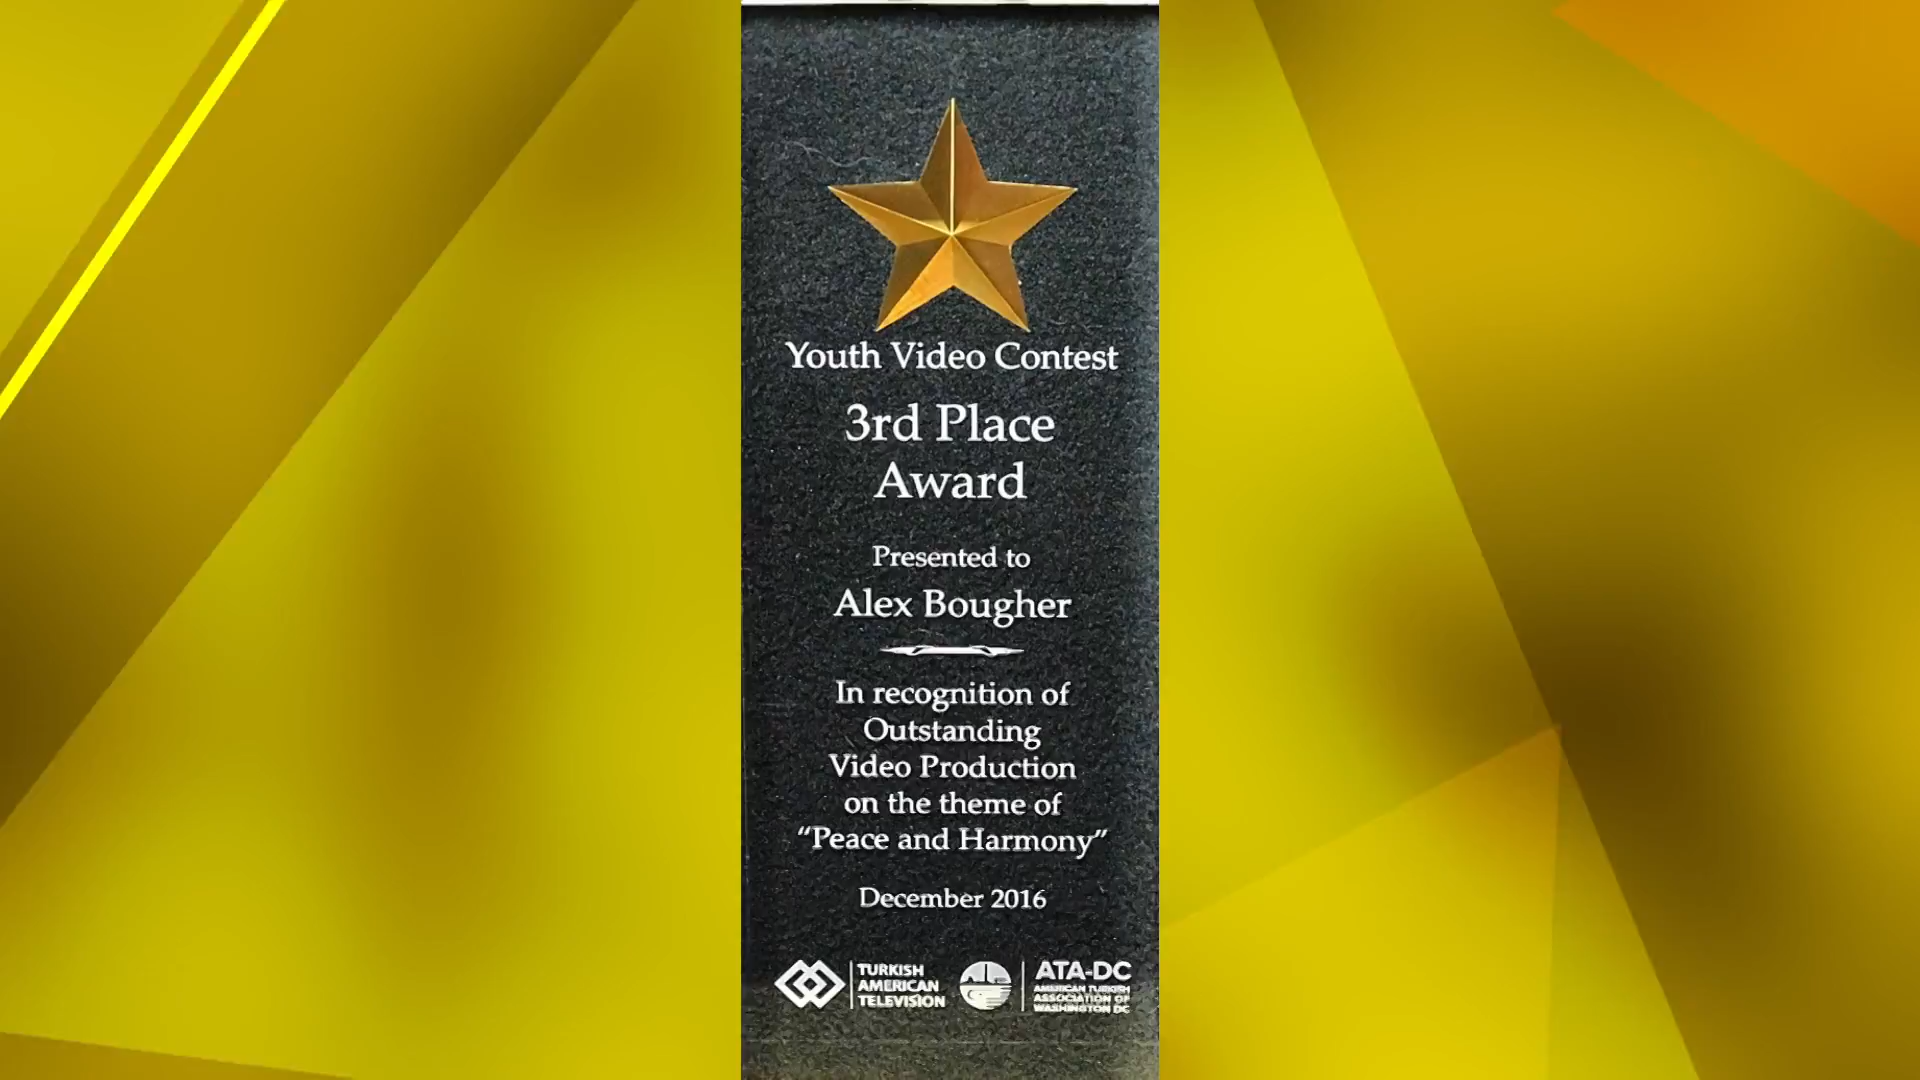 Youth Video Contest
3rd Place
Award
Presented to
Alex Bougher
In recognition of
Outstanding
Video Production
on the theme of
“Peace and Harmony”
December 2016
TURKISH
AMERICAN
TELEVISION
ATA-DC
AMERICAN TURKISH
ASSOCIATION OF
WASHINGTON DC